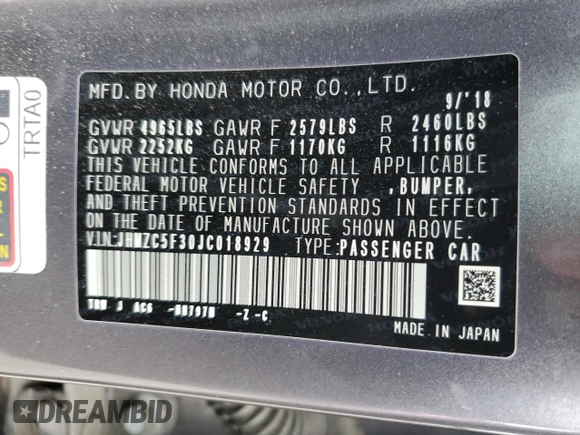 MFD. BY HONDA MOTOR CO., LTD.
9/'18
GVWR 4965LBS GAWR F 2579LBS R 2460LBS
GVWR 2252KG GAWR F 1170KG R 1116KG
THIS VEHICLE CONFORMS TO ALL APPLICABLE
FEDERAL MOTOR VEHICLE SAFETY ,BUMPER,
AND THEFT PREVENTION STANDARDS IN EFFECT
ON THE DATE OF MANUFACTURE SHOWN ABOVE.
VIN:JHMZC5F30JC018929 TYPE:PASSENGER CAR
-Z -C
MADE IN JAPAN
TRTA0
DREAMBID